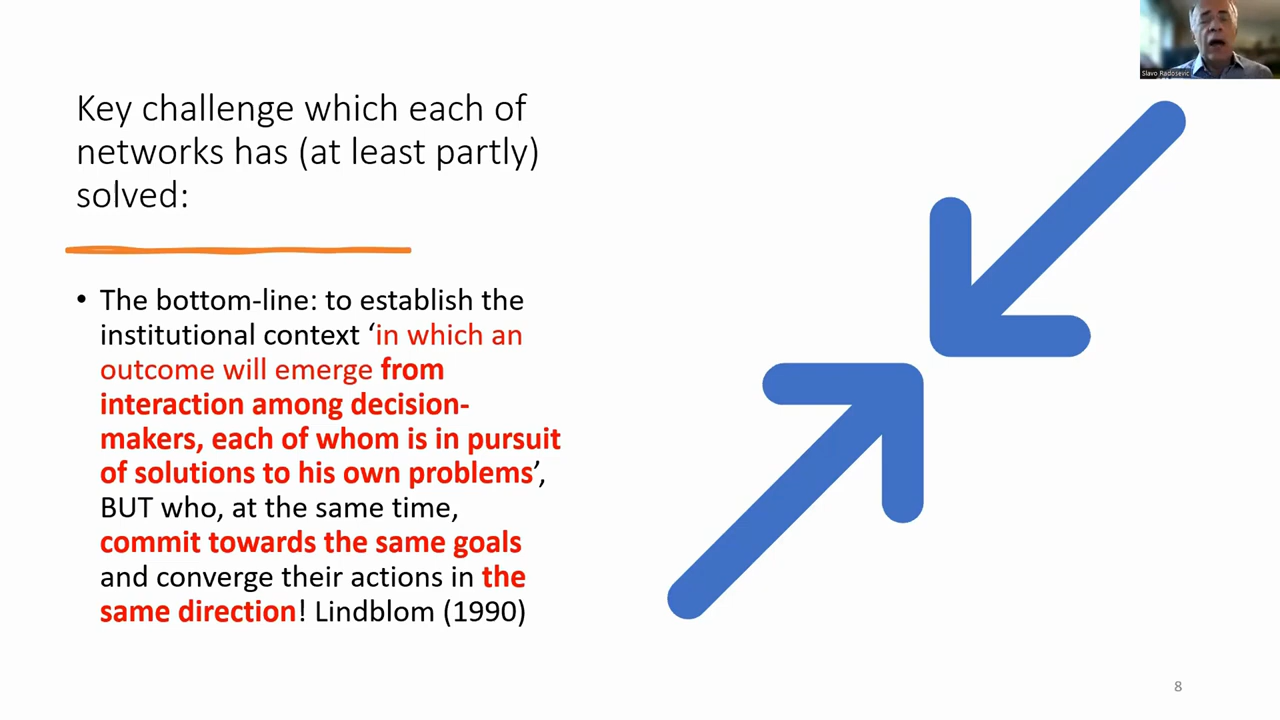 Slavo Radosevic
Key challenge which each of
networks has (at least partly)
solved:
• The bottom-line: to establish the
institutional context ‘in which an
outcome will emerge from
interaction among decision-
makers, each of whom is in pursuit
of solutions to his own problems’,
BUT who, at the same time,
commit towards the same goals
and converge their actions in the
same direction! Lindblom (1990)
8